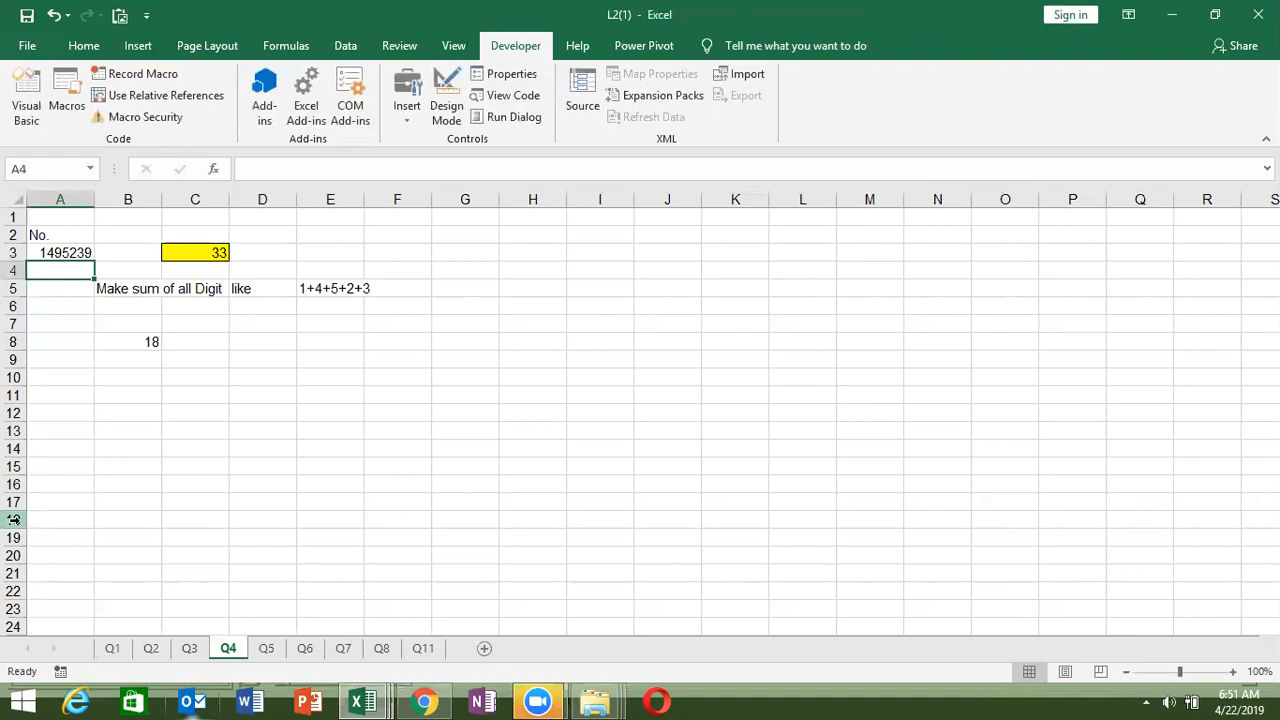 L2(1) - Excel
Sign in
File Home Insert Page Layout Formulas Data Review View Developer Help Power Pivot Tell me what you want to do Share
Visual Basic
Macros
Record Macro
Use Relative References
Macro Security
Code
Add-ins
Excel Add-ins
COM Add-ins
Add-ins
Insert
Design Mode
Properties
View Code
Run Dialog
Controls
Source
Map Properties
Expansion Packs
Refresh Data
Import
Export
XML
A4
fx
A B C D E F G H I J K L M N O P Q R S
1
2 No.
3 1495239 33
4
5 Make sum of all Digit like 1+4+5+2+3
6
7
8 18
9
10
11
12
13
14
15
16
17
19
20
21
22
23
24
Q1 Q2 Q3 Q4 Q5 Q6 Q7 Q8 Q11
Ready
100%
6:51 AM
4/22/2019